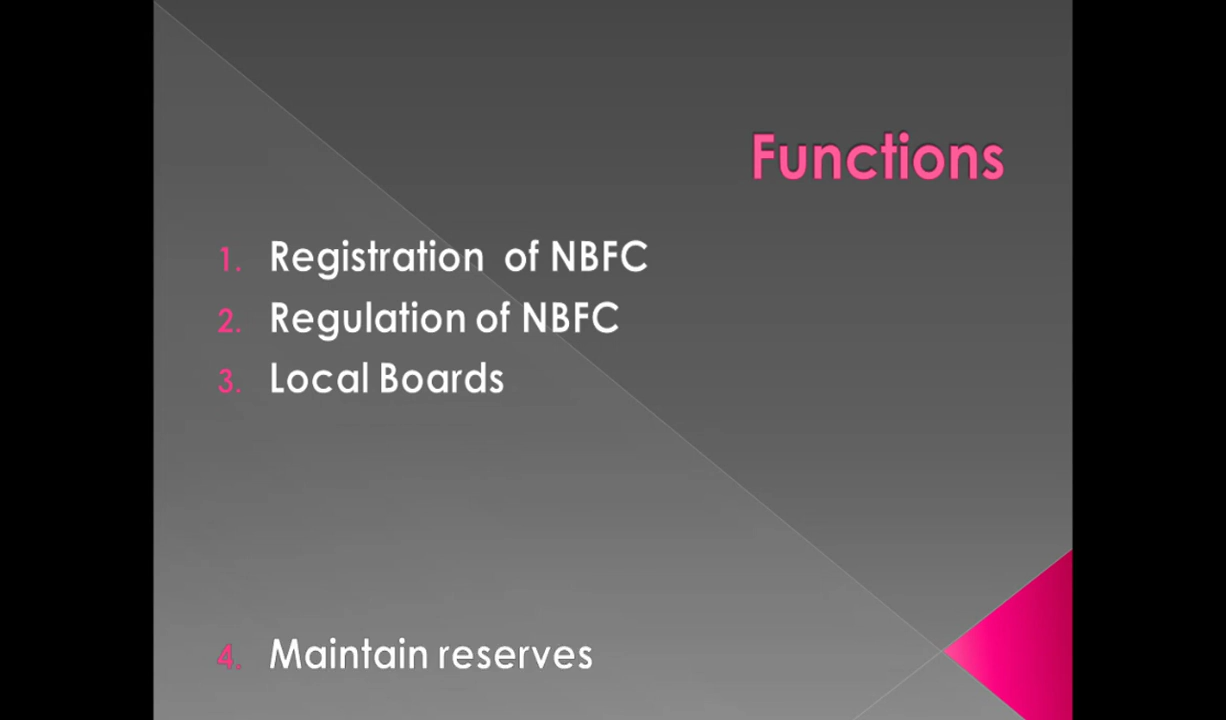 Functions
1. Registration of NBFC
2. Regulation of NBFC
3. Local Boards
4. Maintain reserves